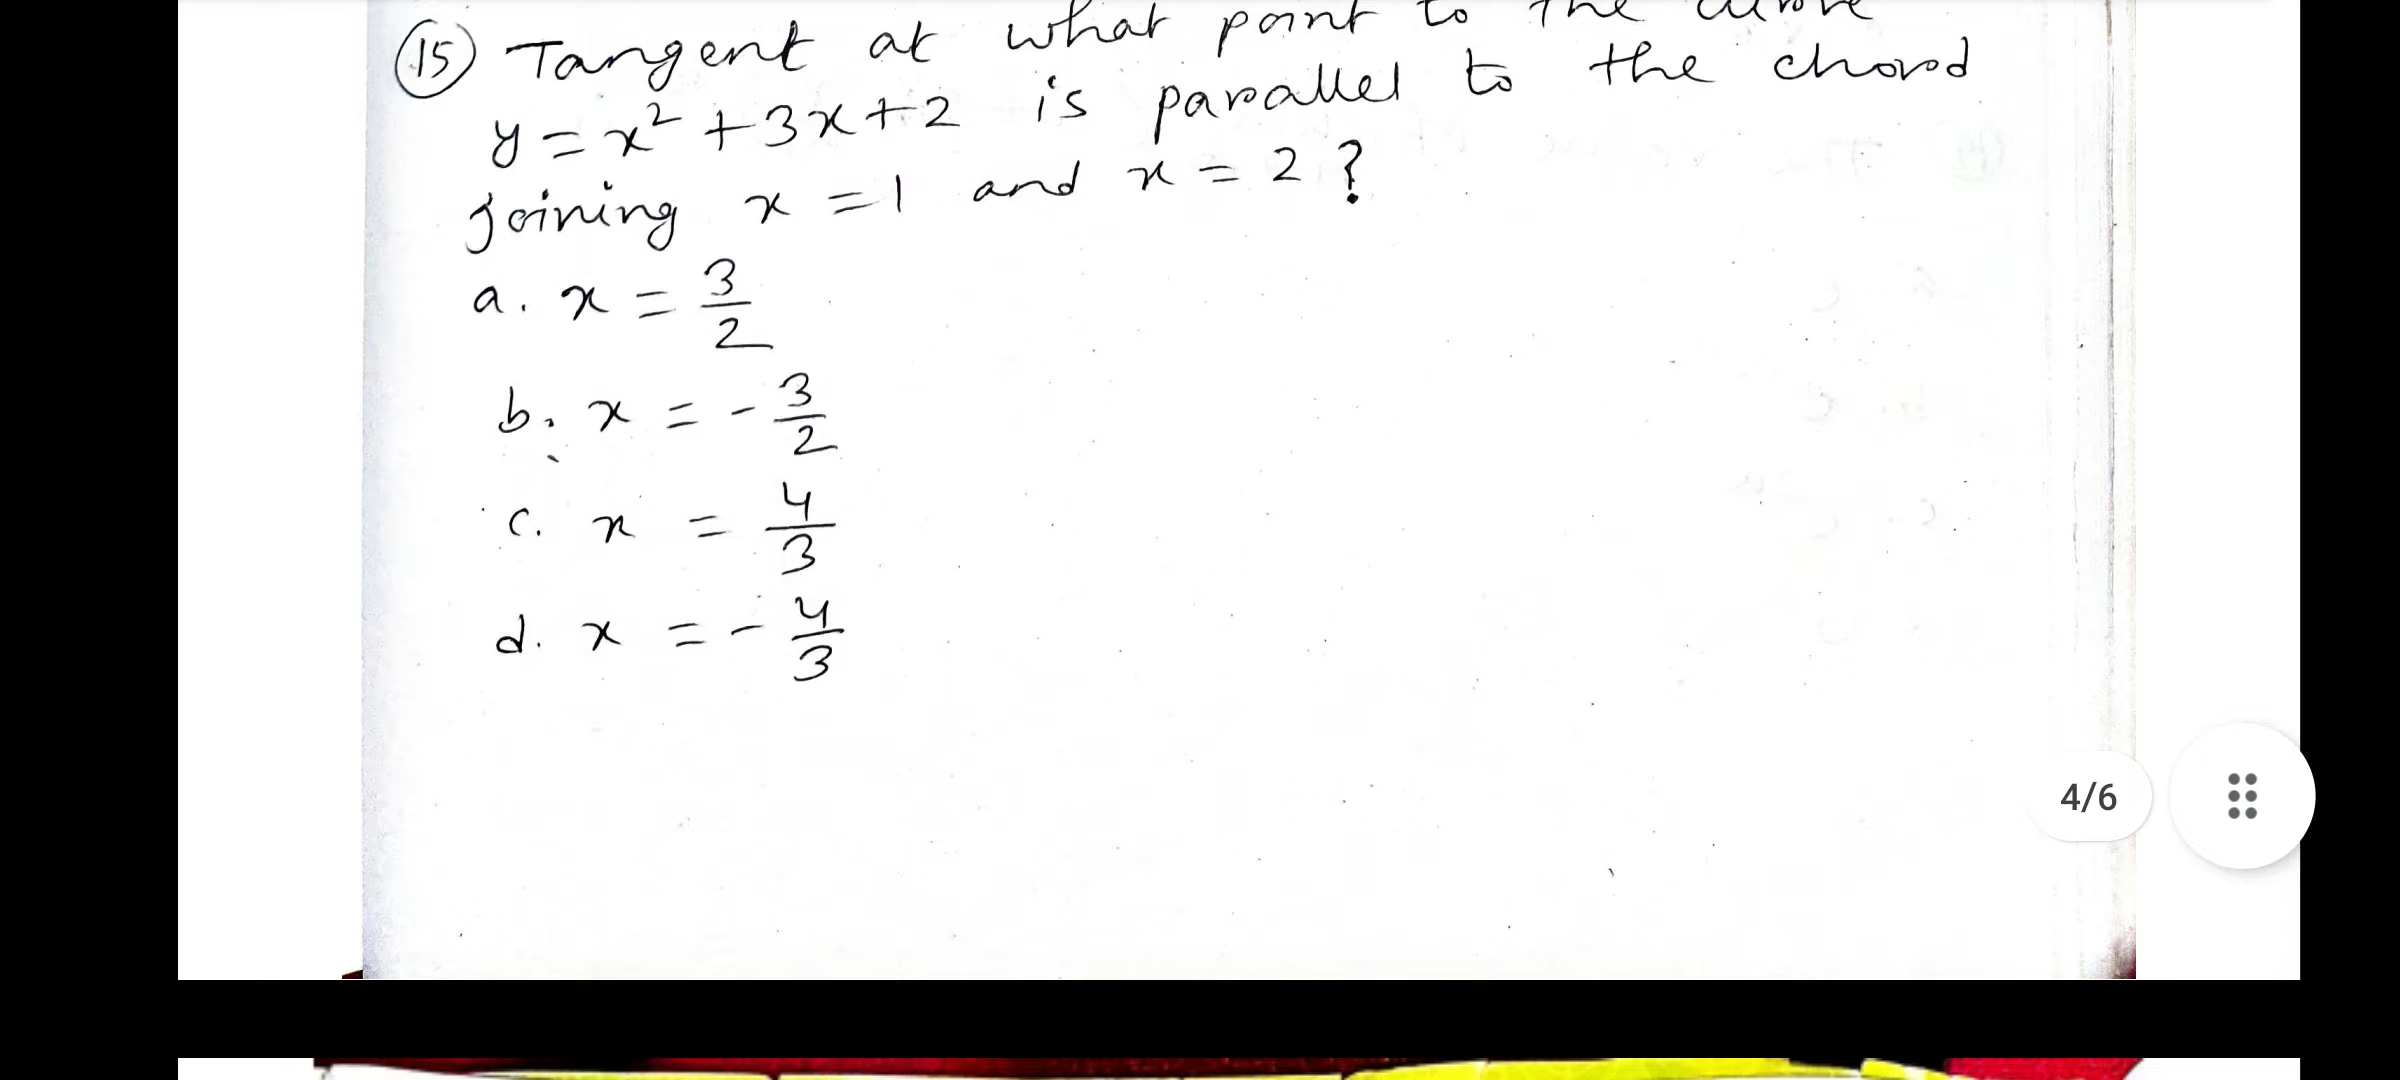 (15) Tangent at what point to the curve
y = x² + 3x + 2 is parallel to the chord
joining x = 1 and x = 2 ?
a. x = 3/2
b. x = - 3/2
c. x = 4/3
d. x = - 4/3
4/6